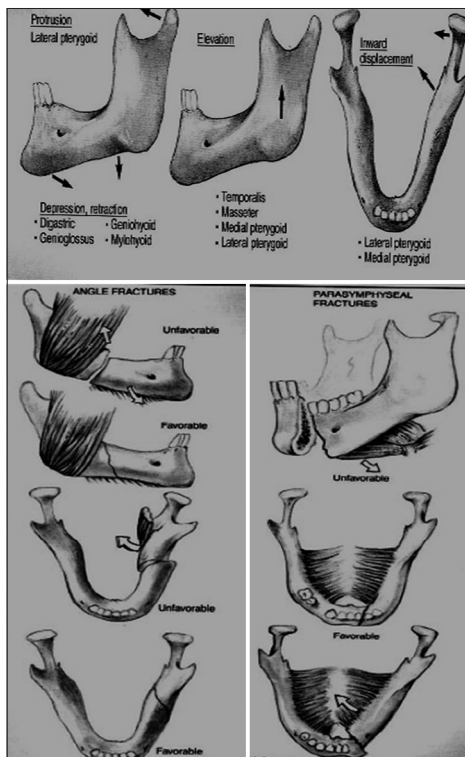 Protrusion
Lateral pterygoid
Depression, retraction
• Digastric • Geniohyoid
• Genioglossus • Mylohyoid
Elevation
• Temporalis
• Masseter
• Medial pterygoid
• Lateral pterygoid
Inward
displacement
• Lateral pterygoid
• Medial pterygoid
ANGLE FRACTURES
Unfavorable
Favorable
Unfavorable
Favorable
PARASYMPHYSEAL
FRACTURES
Unfavorable
Favorable